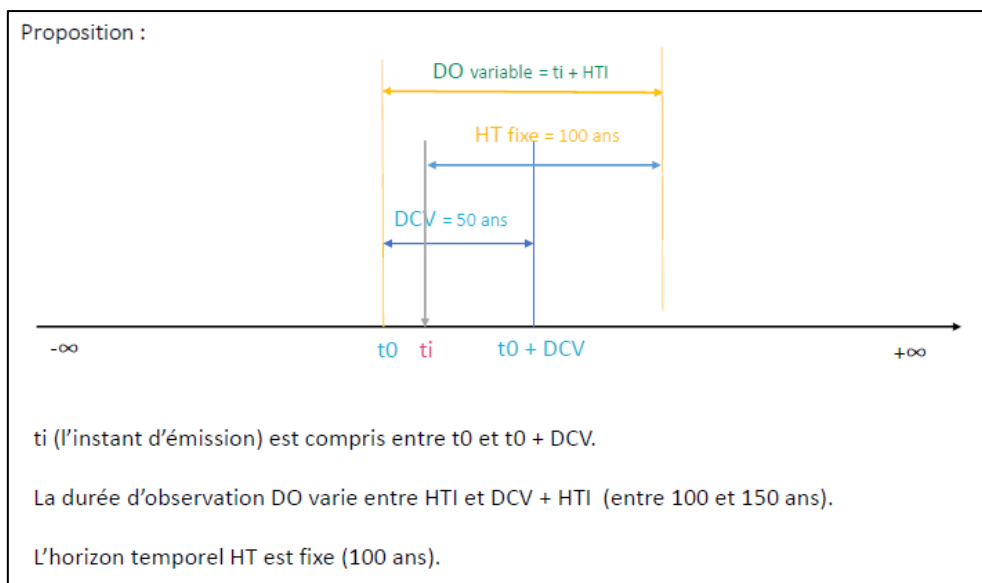 Proposition :
DO variable = ti + HTI
HT fixe = 100 ans
DCV = 50 ans
-∞ t0 ti t0 + DCV +∞
ti (l'instant d'émission) est compris entre t0 et t0 + DCV.
La durée d'observation DO varie entre HTI et DCV + HTI (entre 100 et 150 ans).
L'horizon temporel HT est fixe (100 ans).